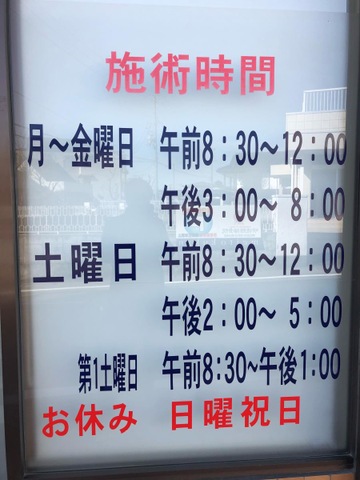 施術時間
月～金曜日 午前8：30～12：00
午後3：00～ 8：00
土曜日 午前8：30～12：00
午後2：00～ 5：00
第1土曜日 午前8:30~午後1:00
お休み 日曜祝日